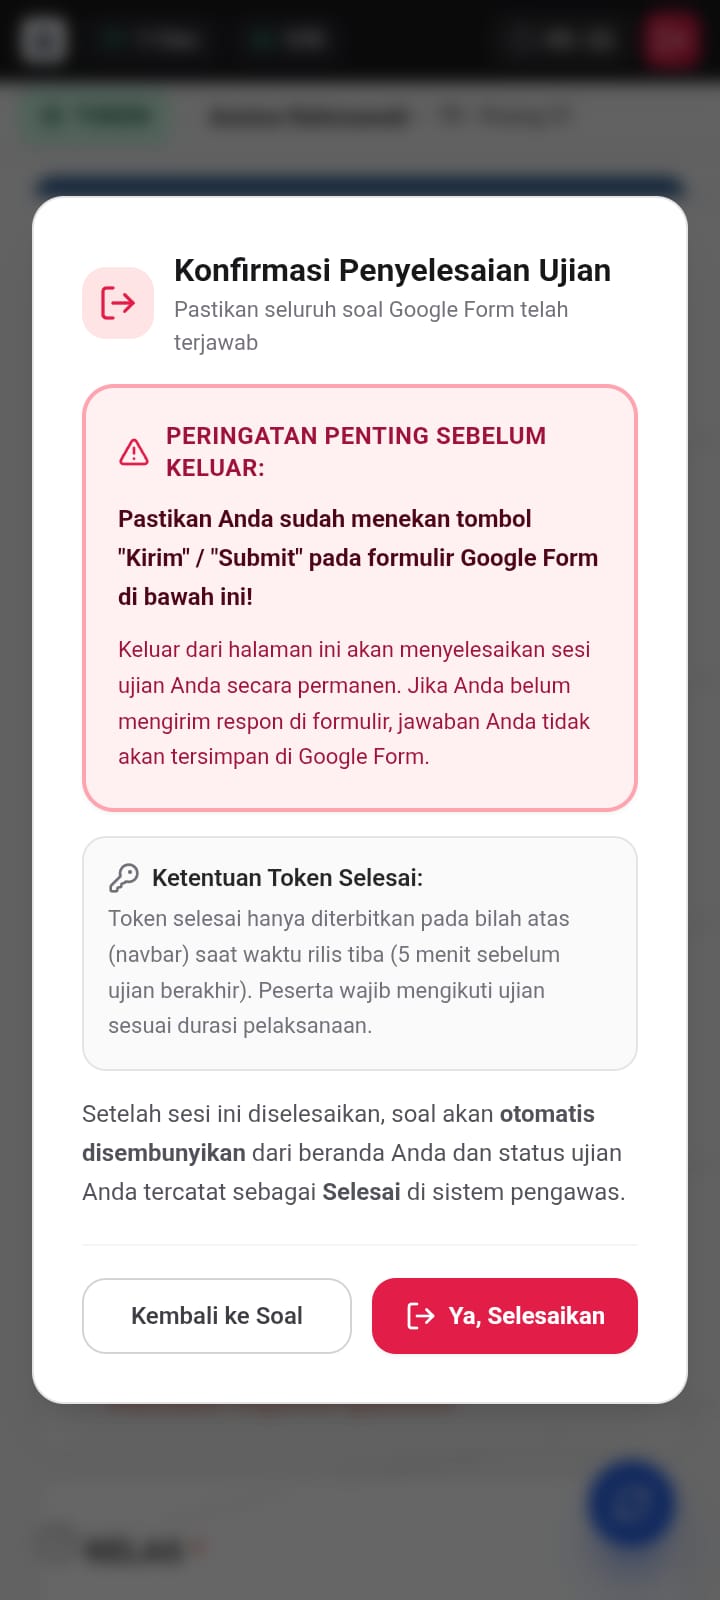 Konfirmasi Penyelesaian Ujian
Pastikan seluruh soal Google Form telah
terjawab
PERINGATAN PENTING SEBELUM
KELUAR:
Pastikan Anda sudah menekan tombol
"Kirim" / "Submit" pada formulir Google Form
di bawah ini!
Keluar dari halaman ini akan menyelesaikan sesi
ujian Anda secara permanen. Jika Anda belum
mengirim respon di formulir, jawaban Anda tidak
akan tersimpan di Google Form.
Ketentuan Token Selesai:
Token selesai hanya diterbitkan pada bilah atas
(navbar) saat waktu rilis tiba (5 menit sebelum
ujian berakhir). Peserta wajib mengikuti ujian
sesuai durasi pelaksanaan.
Setelah sesi ini diselesaikan, soal akan otomatis
disembunyikan dari beranda Anda dan status ujian
Anda tercatat sebagai Selesai di sistem pengawas.
Kembali ke Soal
Ya, Selesaikan